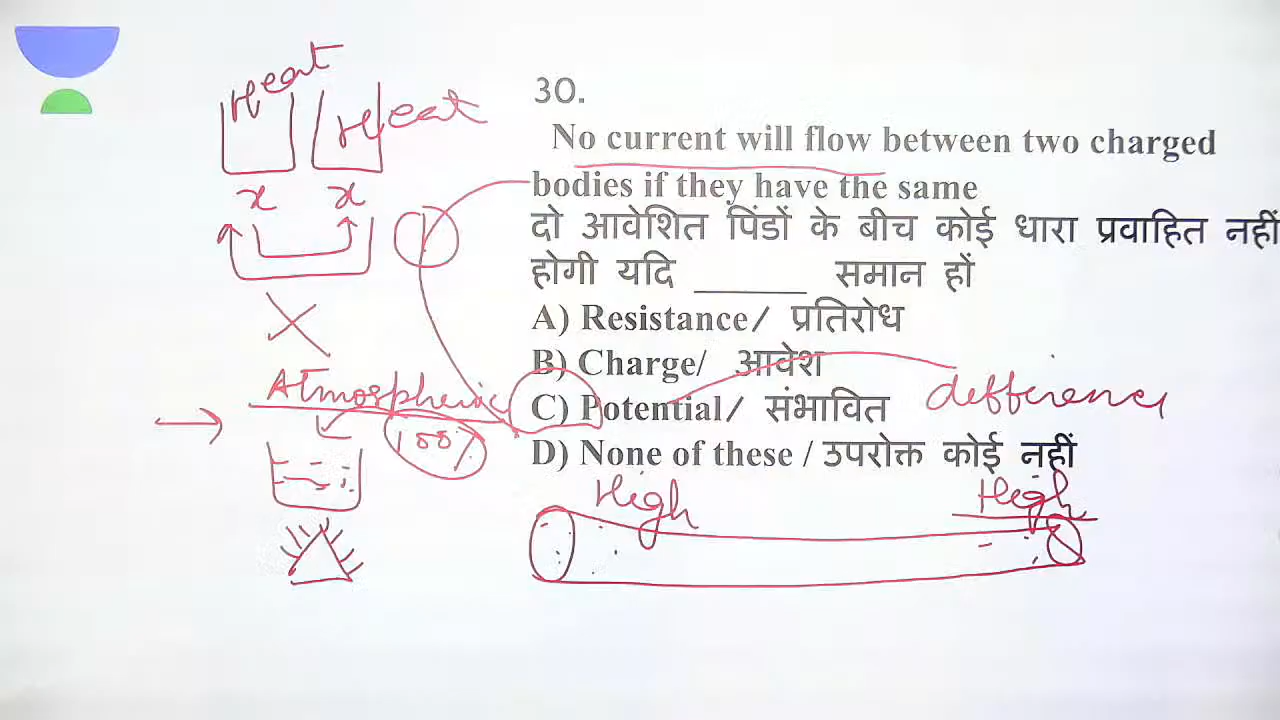 Heat
Heat
x x
30.
No current will flow between two charged
bodies if they have the same
दो आवेशित पिंडों के बीच कोई धारा प्रवाहित नहीं
होगी यदि ______ समान हों
A) Resistance/ प्रतिरोध
B) Charge/ आवेश
C) Potential/ संभावित
D) None of these / उपरोक्त कोई नहीं
defference
Atmospheric
High
High